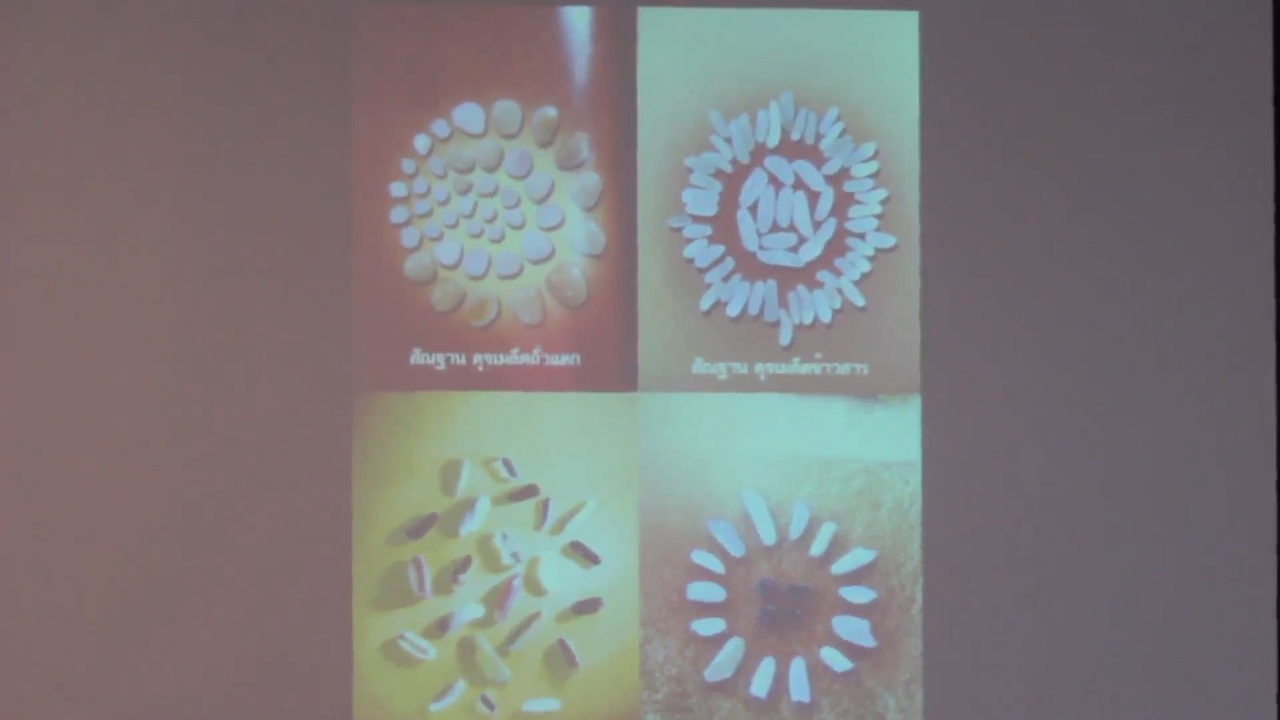 สัณฐาน ดุจเมล็ดถั่วแตก
สัณฐาน ดุจเมล็ดข้าวสาร